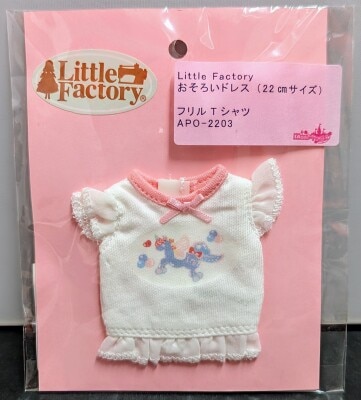 Little
Factory
®
Little Factory
おそろいドレス（22㎝サイズ）
フリルTシャツ
APO-2203